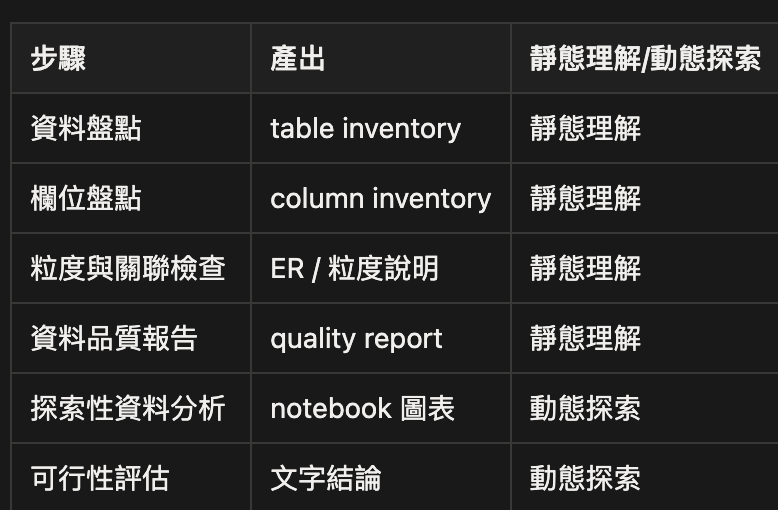 步驟 產出 靜態理解/動態探索
資料盤點 table inventory 靜態理解
欄位盤點 column inventory 靜態理解
粒度與關聯檢查 ER / 粒度說明 靜態理解
資料品質報告 quality report 靜態理解
探索性資料分析 notebook 圖表 動態探索
可行性評估 文字結論 動態探索